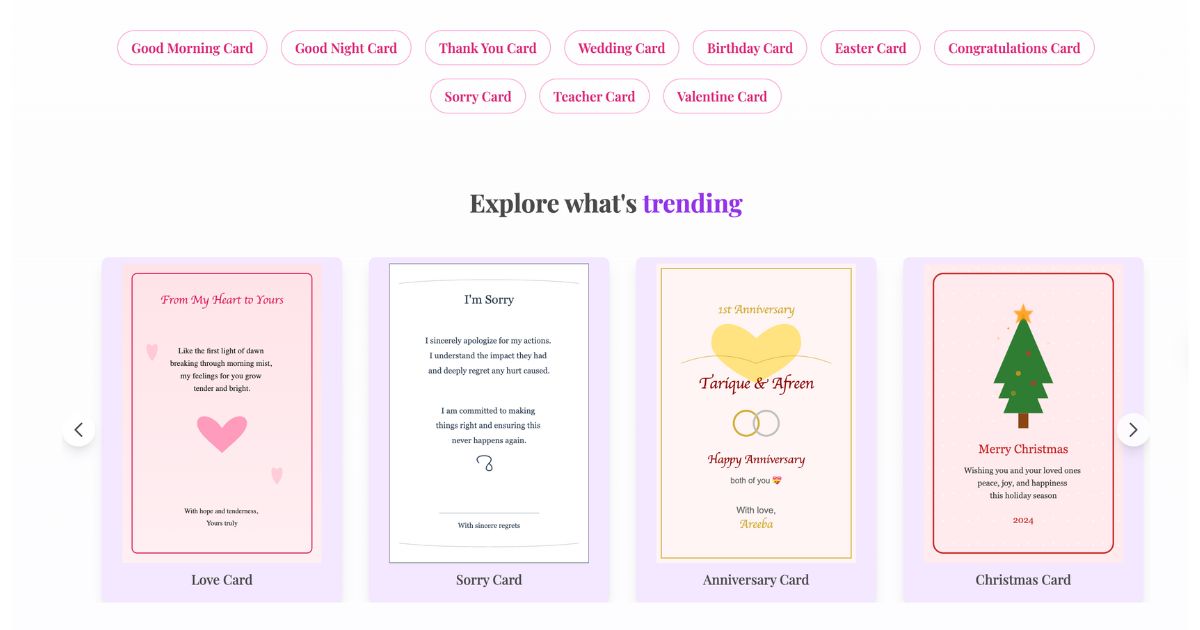 Good Morning Card
Good Night Card
Thank You Card
Wedding Card
Birthday Card
Easter Card
Congratulations Card
Sorry Card
Teacher Card
Valentine Card
Explore what's trending
From My Heart to Yours
Like the first light of dawn
breaking through morning mist,
my feelings for you grow
tender and bright.
With hope and tenderness,
Yours truly
Love Card
I'm Sorry
I sincerely apologize for my actions.
I understand the impact they had
and deeply regret any hurt caused.
I am committed to making
things right and ensuring this
never happens again.
With sincere regrets
Sorry Card
1st Anniversary
Tarique & Afreen
Happy Anniversary
both of you 💝
With love,
Areeba
Anniversary Card
Merry Christmas
Wishing you and your loved ones
peace, joy, and happiness
this holiday season
2024
Christmas Card